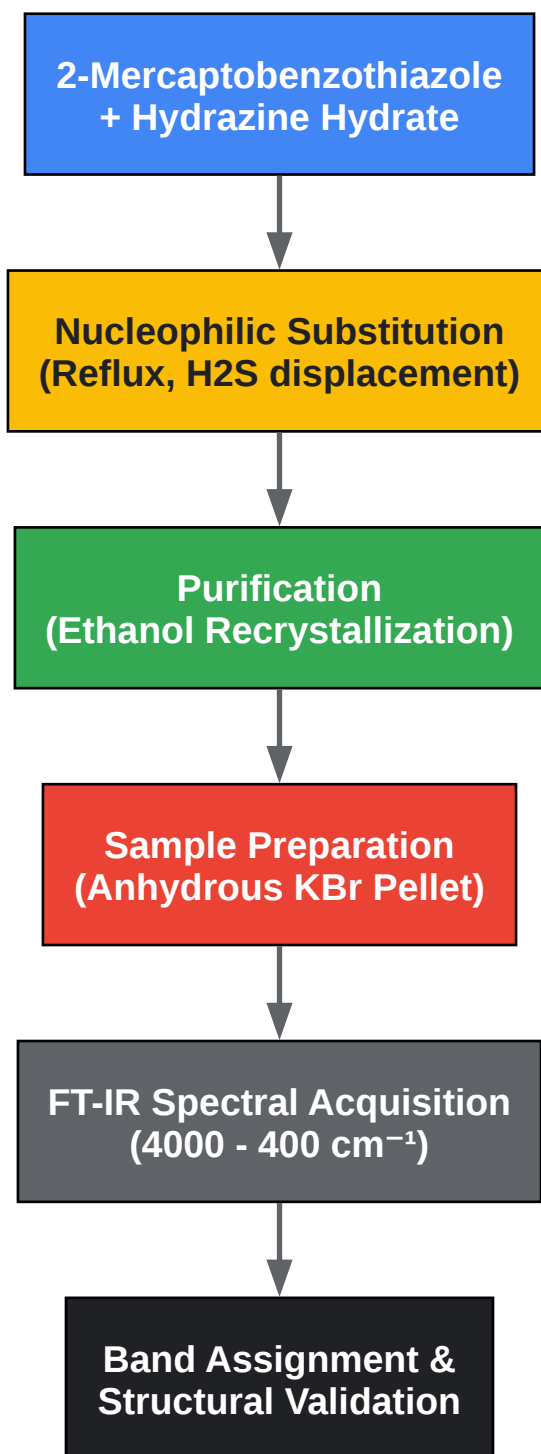 2-Mercaptobenzothiazole
+ Hydrazine Hydrate
Nucleophilic Substitution
(Reflux, H2S displacement)
Purification
(Ethanol Recrystallization)
Sample Preparation
(Anhydrous KBr Pellet)
FT-IR Spectral Acquisition
(4000 - 400 cm⁻¹)
Band Assignment &
Structural Validation